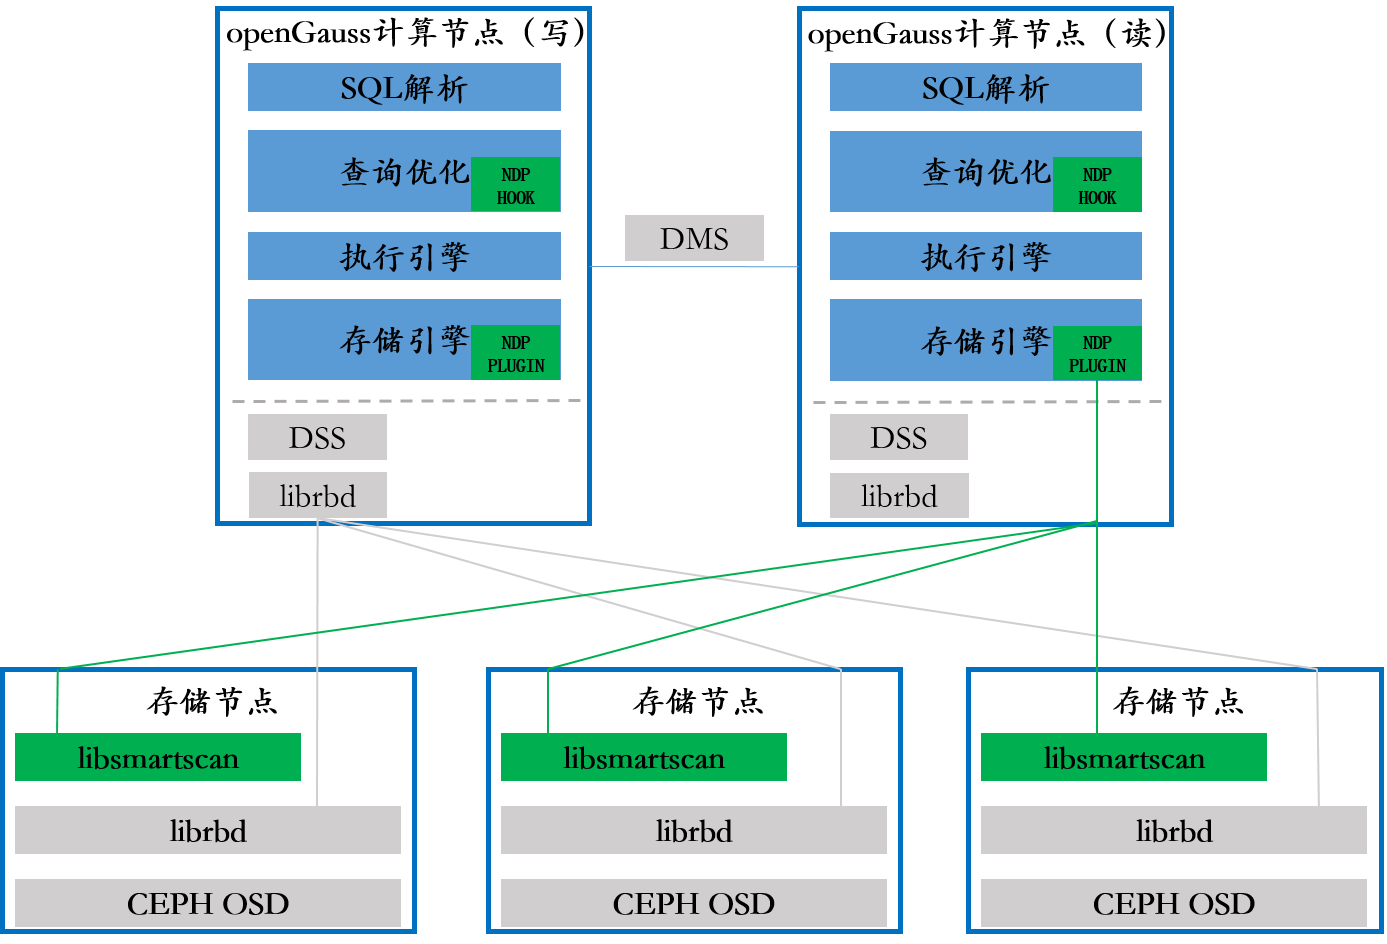 openGauss计算节点（写）
SQL解析
查询优化
NDP
HOOK
执行引擎
存储引擎
NDP
PLUGIN
DSS
librbd
DMS
openGauss计算节点（读）
SQL解析
查询优化
NDP
HOOK
执行引擎
存储引擎
NDP
PLUGIN
DSS
librbd
存储节点
libsmartscan
librbd
CEPH OSD
存储节点
libsmartscan
librbd
CEPH OSD
存储节点
libsmartscan
librbd
CEPH OSD